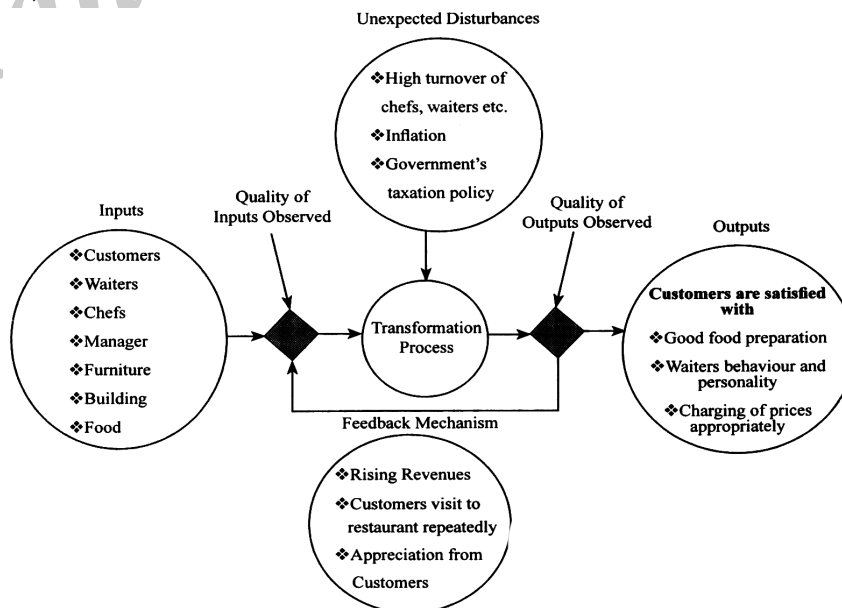 Unexpected Disturbances
❖High turnover of
chefs, waiters etc.
❖Inflation
❖Government's
taxation policy
Quality of
Inputs Observed
Quality of
Outputs Observed
Inputs
❖Customers
❖Waiters
❖Chefs
❖Manager
❖Furniture
❖Building
❖Food
Transformation
Process
Outputs
Customers are satisfied
with
❖Good food preparation
❖Waiters behaviour and
personality
❖Charging of prices
appropriately
Feedback Mechanism
❖Rising Revenues
❖Customers visit to
restaurant repeatedly
❖Appreciation from
Customers